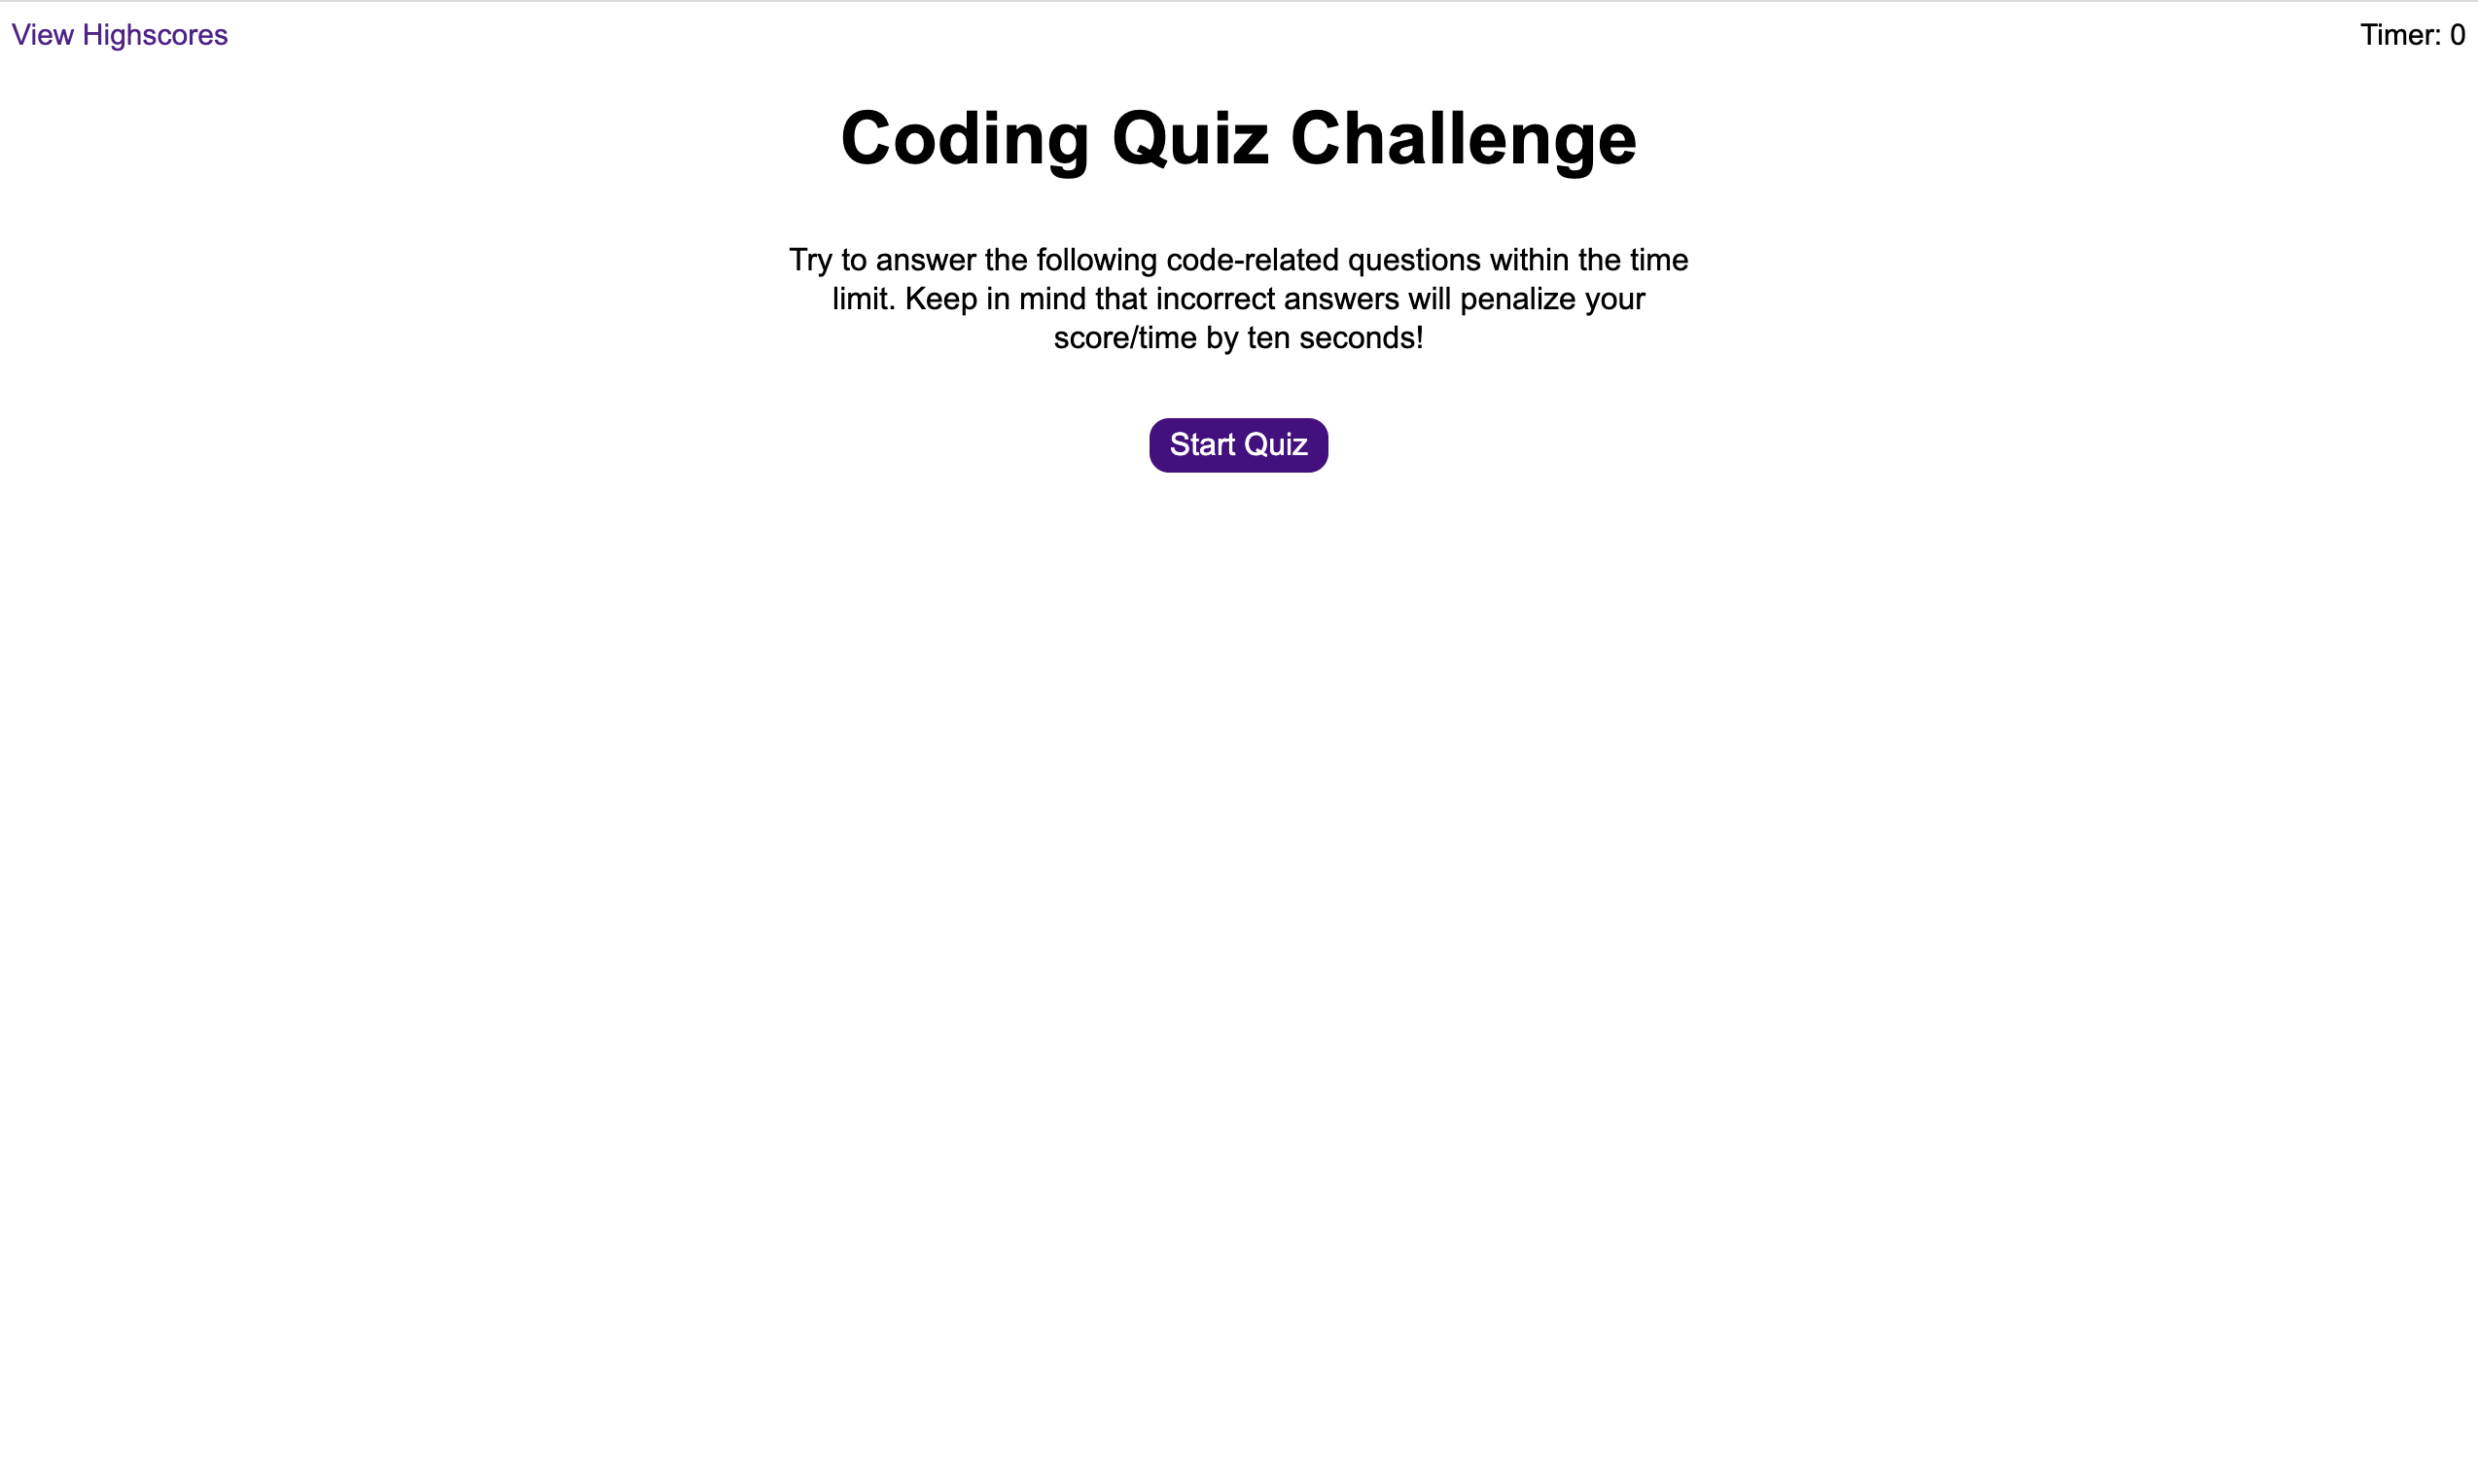 View Highscores
Timer: 0
Coding Quiz Challenge
Try to answer the following code-related questions within the time
limit. Keep in mind that incorrect answers will penalize your
score/time by ten seconds!
Start Quiz